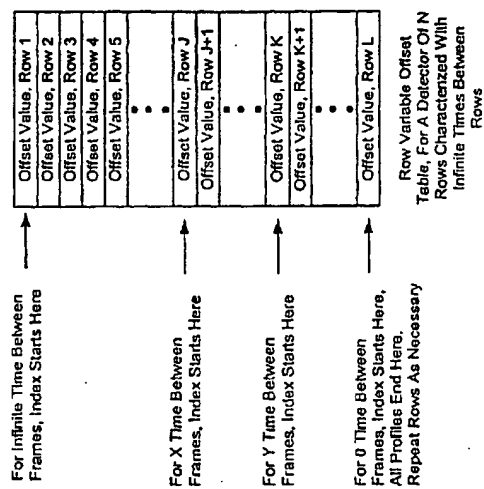 For Infinite Time Between
Frames, Index Starts Here
For X Time Between
Frames, Index Starts Here
For Y Time Between
Frames, Index Starts Here
For 0 Time Between
Frames, Index Starts Here,
All Profiles End Here.
Repeat Rows As Necessary
Offset Value, Row 1
Offset Value, Row 2
Offset Value, Row 3
Offset Value, Row 4
Offset Value, Row 5
Offset Value, Row J
Offset Value, Row J+1
Offset Value, Row K
Offset Value, Row K+1
Offset Value, Row L
Row Variable Offset
Table, For A Detector Of N
Rows Characterized With
Infinite Times Between
Rows